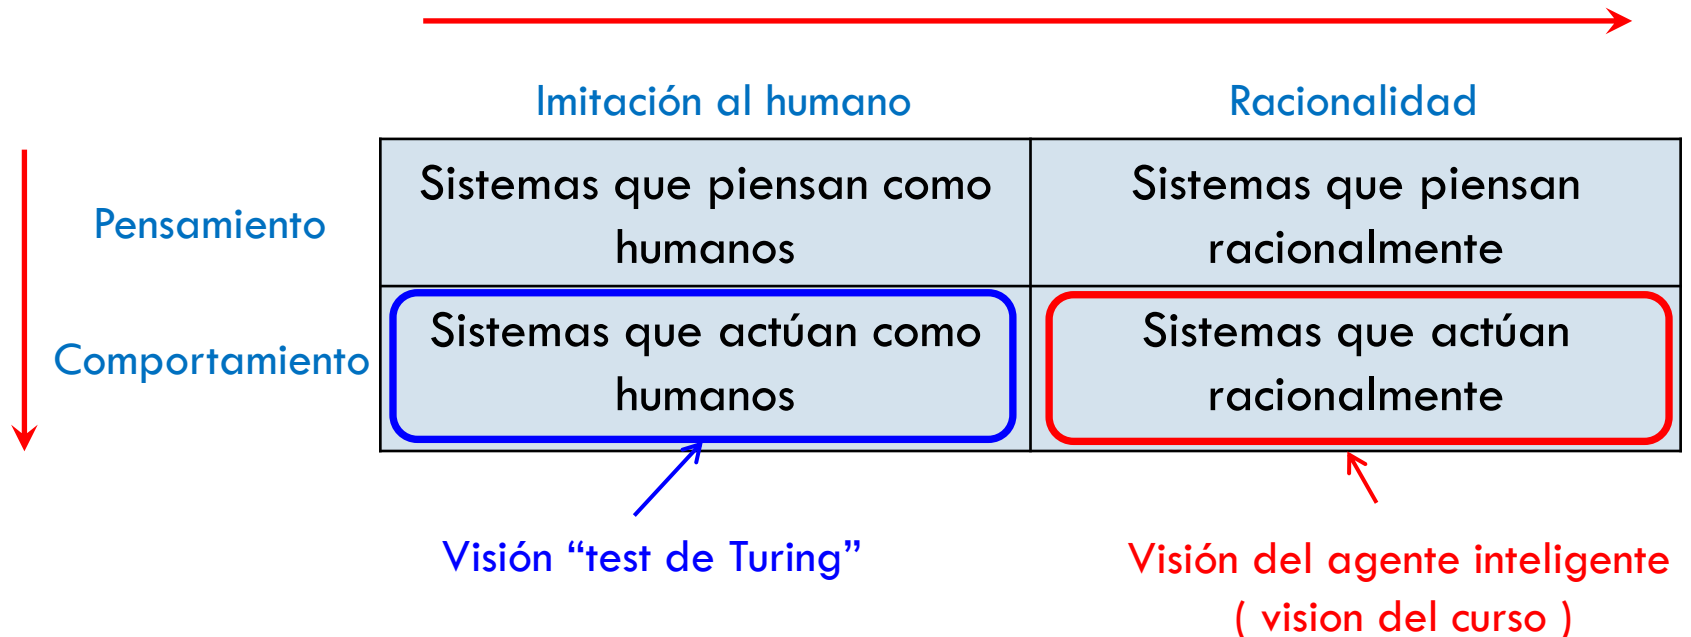 Imitación al humano
Racionalidad
Pensamiento
Sistemas que piensan como
humanos
Sistemas que piensan
racionalmente
Comportamiento
Sistemas que actúan como
humanos
Sistemas que actúan
racionalmente
Visión “test de Turing”
Visión del agente inteligente
( vision del curso )